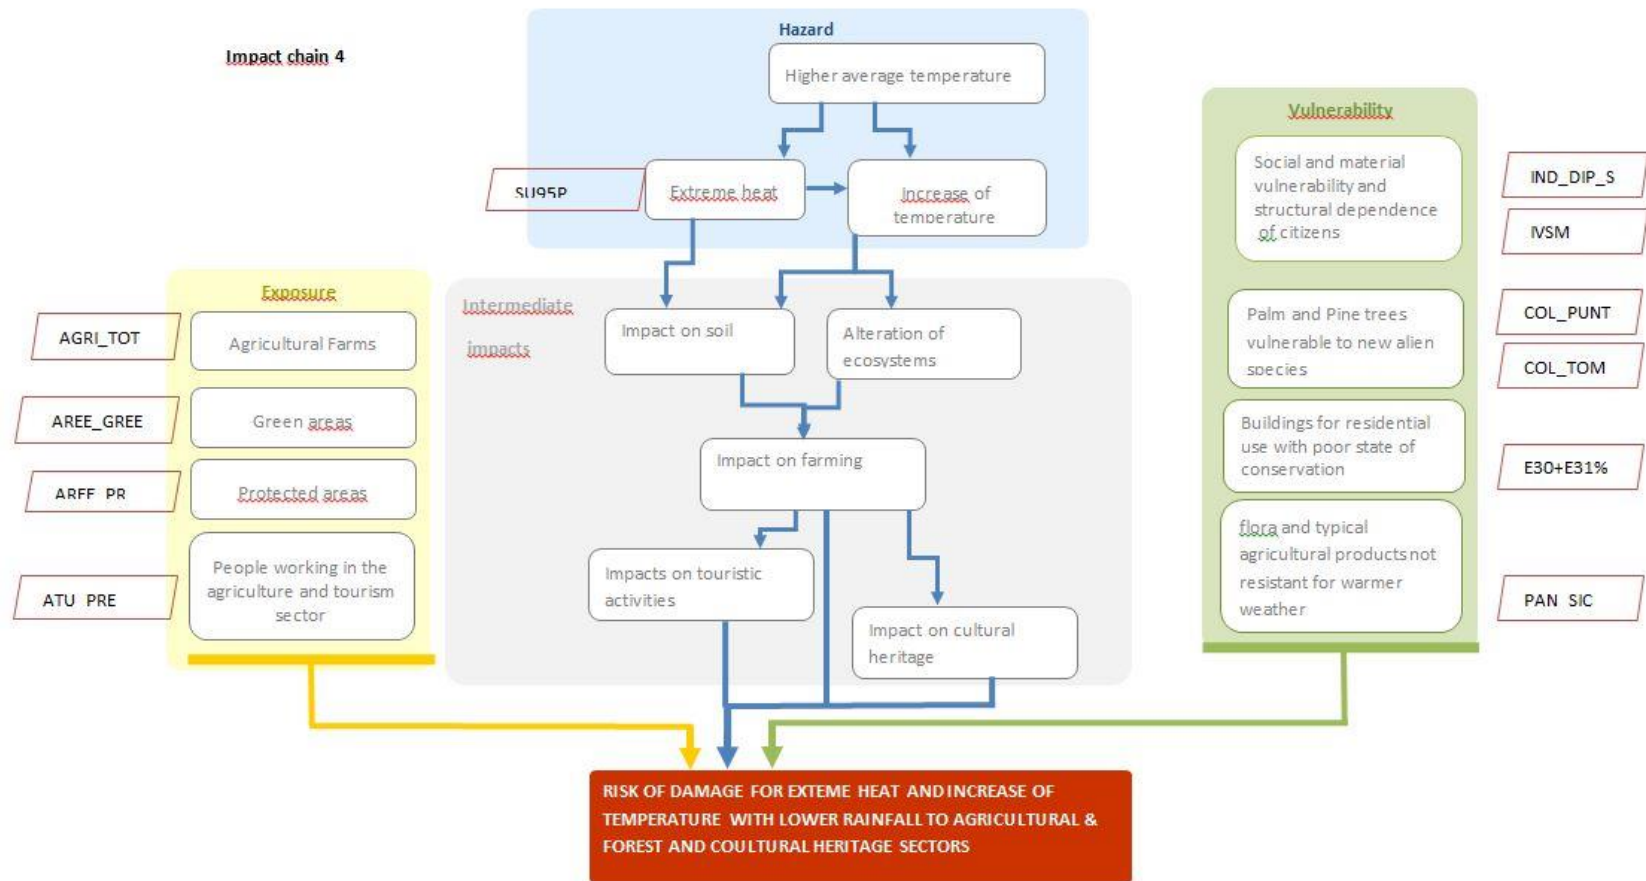 Impact chain 4
Hazard
Higher average temperature
SU95P
Extreme heat
Increase of
temperature
Exposure
AGRI_TOT
Agricultural Farms
AREE_GREE
Green areas
AREE_PR
Protected areas
ATU_PRE
People working in the
agriculture and tourism
sector
Intermediate
impacts
Impact on soil
Alteration of
ecosystems
Impact on farming
Impacts on touristic
activities
Impact on cultural
heritage
Vulnerability
Social and material
vulnerability and
structural dependence
of citizens
IND_DIP_S
IVSM
Palm and Pine trees
vulnerable to new alien
species
COL_PUNT
COL_TOM
Buildings for residential
use with poor state of
conservation
E30+E31%
flora and typical
agricultural products not
resistant for warmer
weather
PAN_SIC
RISK OF DAMAGE FOR EXTEME HEAT AND INCREASE OF
TEMPERATURE WITH LOWER RAINFALL TO AGRICULTURAL &
FOREST AND COULTURAL HERITAGE SECTORS